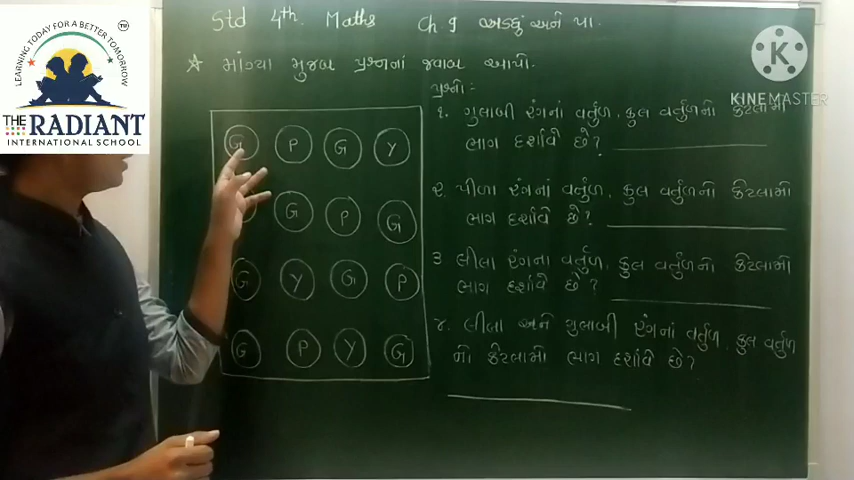 Std 4th. Maths Ch. 9 અડધું અને પા.
☆ માંગ્યા મુજબ પ્રશ્નનાં જવાબ આપો.
LEARNING TODAY FOR A BETTER TOMORROW
TM
THE RADIANT
INTERNATIONAL SCHOOL
KINEMASTER
K
G P G Y
G P G
G Y G P
G P Y G
પ્રશ્નો :-
૧. ગુલાબી રંગનાં વર્તુળ, કુલ વર્તુળનો કેટલામો
ભાગ દર્શાવે છે?
૨. પીળા રંગનાં વર્તુળ, કુલ વર્તુળનો કેટલામો
ભાગ દર્શાવે છે?
૩ લીલા રંગના વર્તુળ, કુલ વર્તુળનો કેટલામો
ભાગ દર્શાવે છે?
૪. લીલા અને ગુલાબી રંગનાં વર્તુળ, કુલ વર્તુળ
નો કેટલામો ભાગ દર્શાવે છે?